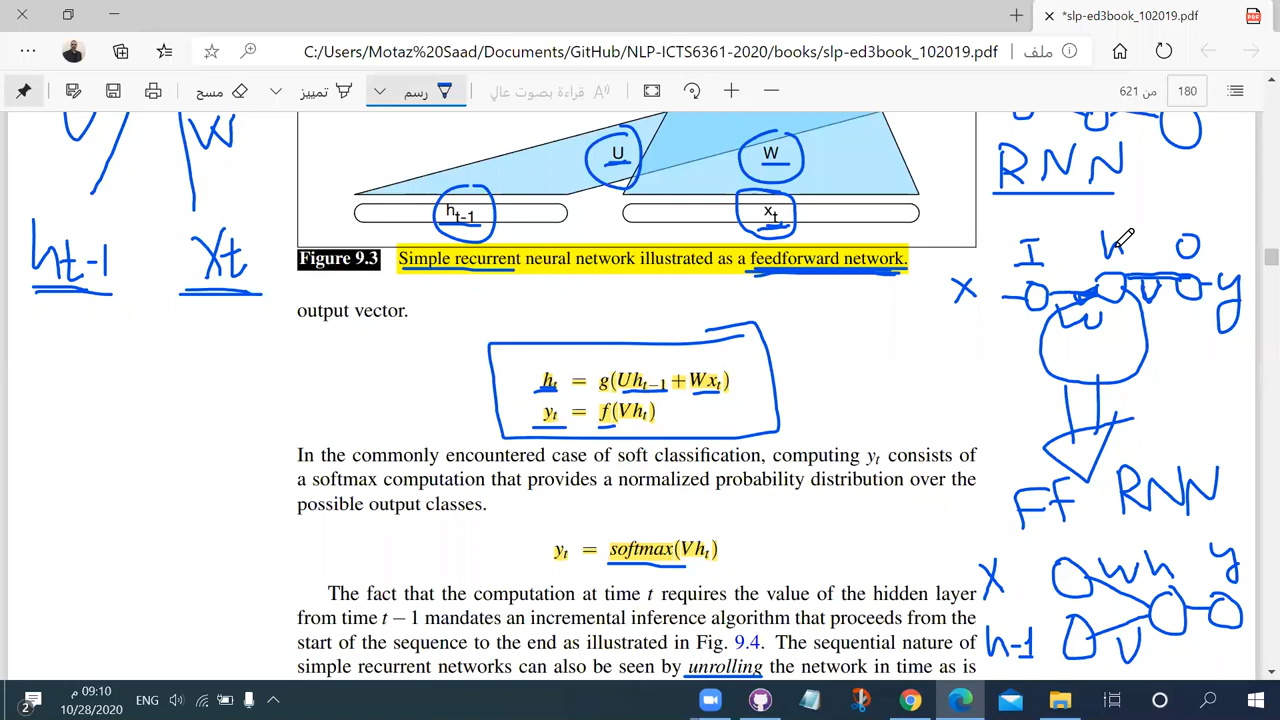 *slp-ed3book_102019.pdf
C:/Users/Motaz%20Saad/Documents/GitHub/NLP-ICTS6361-2020/books/slp-ed3book_102019.pdf
ملف
مسح
تمييز
رسم
قراءة بصوت عالٍ
من 621
180
W
U
W
RNN
h t-1
x t
ht-1
Xt
Figure 9.3 Simple recurrent neural network illustrated as a feedforward network.
I h O
X
y
output vector.
h_t = g(Uh_{t−1} + Wx_t)
y_t = f(Vh_t)
In the commonly encountered case of soft classification, computing y_t consists of
a softmax computation that provides a normalized probability distribution over the
possible output classes.
FF RNN
y_t = softmax(Vh_t)
X
W h y
The fact that the computation at time t requires the value of the hidden layer
from time t − 1 mandates an incremental inference algorithm that proceeds from the
start of the sequence to the end as illustrated in Fig. 9.4. The sequential nature of
simple recurrent networks can also be seen by unrolling the network in time as is
h-1
U
09:10 م
10/28/2020
ENG
2